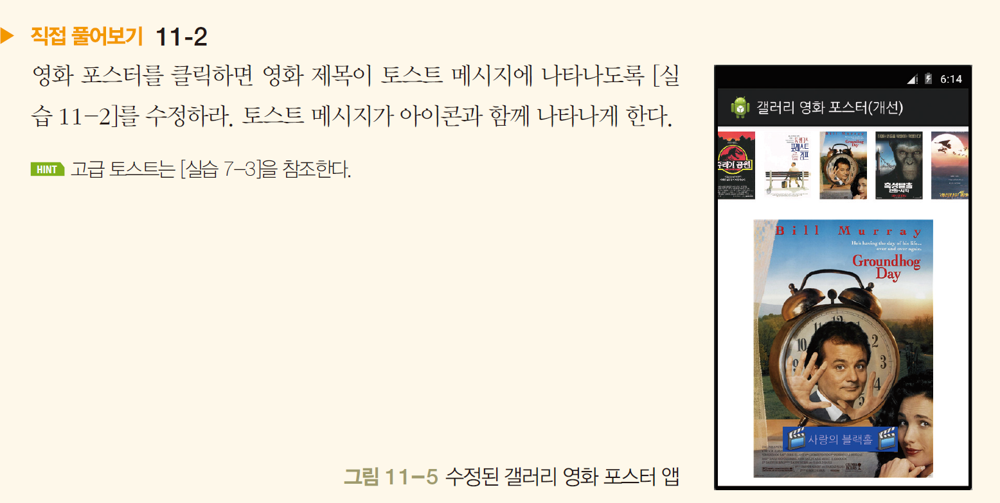 직접 풀어보기 11-2
영화 포스터를 클릭하면 영화 제목이 토스트 메시지에 나타나도록 [실
습 11-2]를 수정하라. 토스트 메시지가 아이콘과 함께 나타나게 한다.
HINT 고급 토스트는 [실습 7-3]을 참조한다.
6:14
갤러리 영화 포스터(개선)
쥬라기 공원
포레스트
검프
Groundhog
Day
혹성탈출
진화의 시작
Bill Murray
He's having the day of his life...
over and over again.
Groundhog
Day
12
10
2
9
3
4
사랑의 블랙홀
그림 11-5 수정된 갤러리 영화 포스터 앱